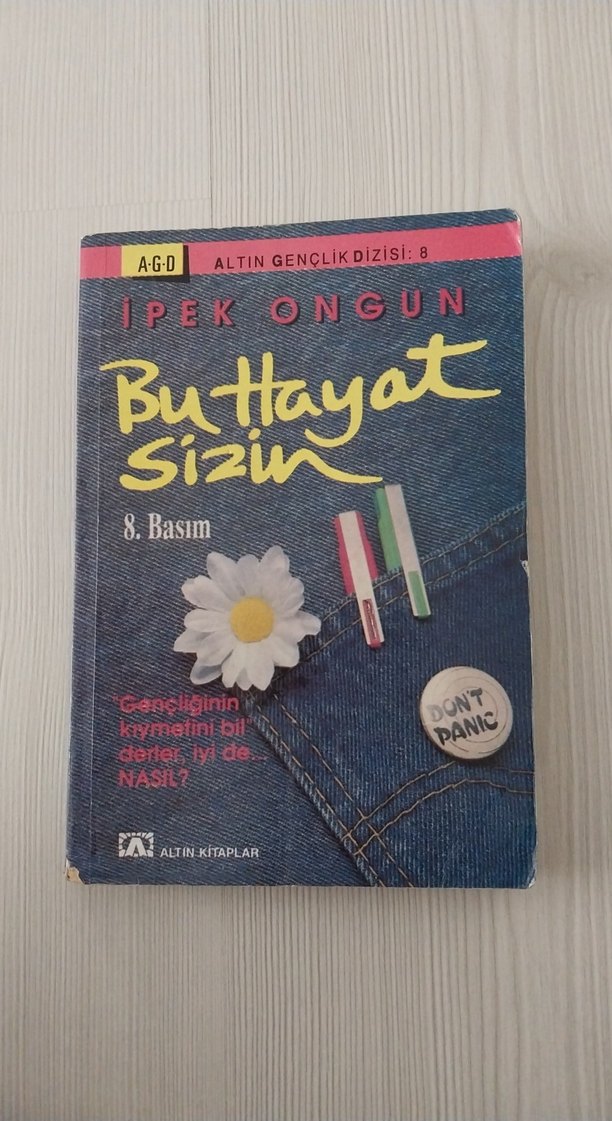 A·G·D
ALTIN GENÇLİK DİZİSİ: 8
İPEK ONGUN
Bu Hayat
Sizin
8. Basım
"Gençliğinin
kıymetini bil"
derler, iyi de...
NASIL?
DON'T
PANIC
ALTIN KİTAPLAR